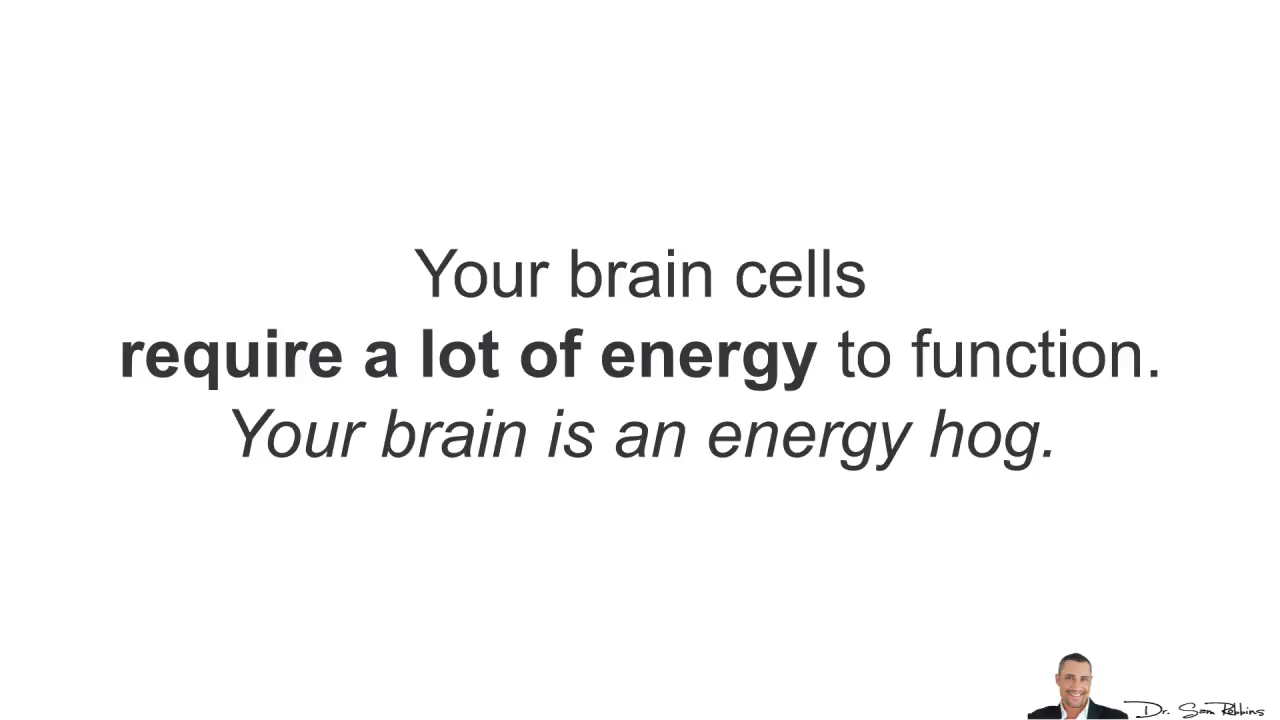 Your brain cells
require a lot of energy to function.
Your brain is an energy hog.
Dr. Sam Robbins